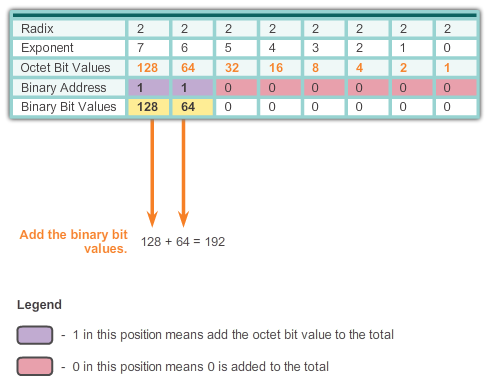 Radix 2 2 2 2 2 2 2 2
Exponent 7 6 5 4 3 2 1 0
Octet Bit Values 128 64 32 16 8 4 2 1
Binary Address 1 1 0 0 0 0 0 0
Binary Bit Values 128 64 0 0 0 0 0 0
Add the binary bit
values.
128 + 64 = 192
Legend
- 1 in this position means add the octet bit value to the total
- 0 in this position means 0 is added to the total